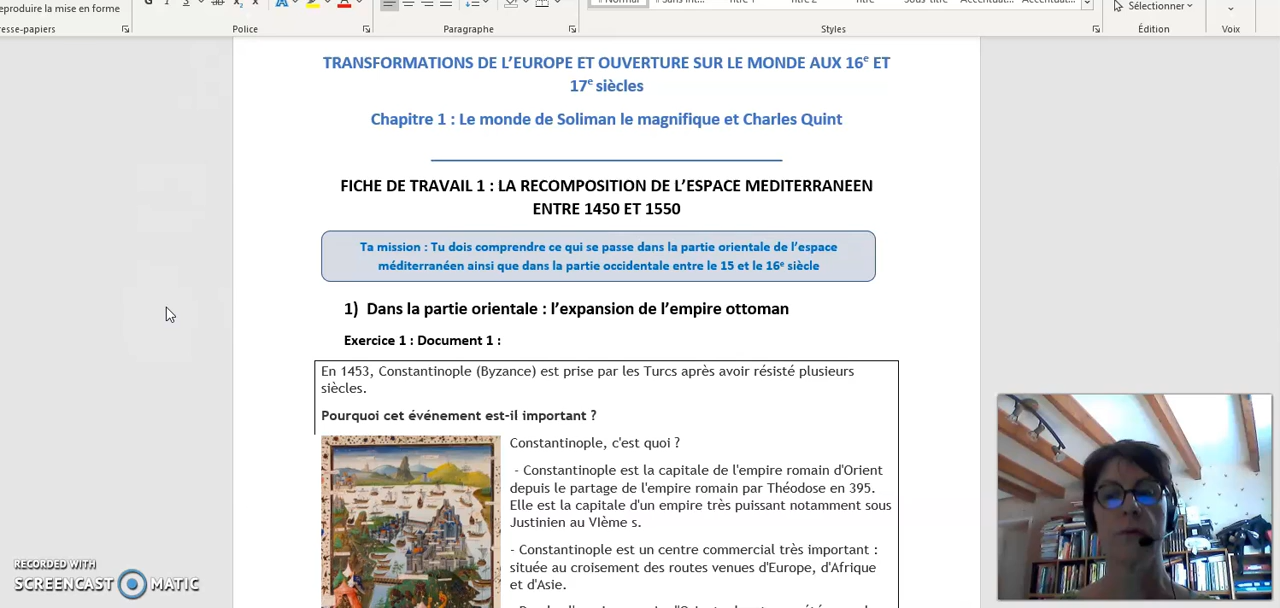 eproduire la mise en forme
Sélectionner
esse-papiers
Police
Paragraphe
Styles
Édition
Voix
TRANSFORMATIONS DE L’EUROPE ET OUVERTURE SUR LE MONDE AUX 16e ET
17e siècles
Chapitre 1 : Le monde de Soliman le magnifique et Charles Quint
FICHE DE TRAVAIL 1 : LA RECOMPOSITION DE L’ESPACE MEDITERRANEEN
ENTRE 1450 ET 1550
Ta mission : Tu dois comprendre ce qui se passe dans la partie orientale de l’espace
méditerranéen ainsi que dans la partie occidentale entre le 15 et le 16e siècle
1) Dans la partie orientale : l’expansion de l’empire ottoman
Exercice 1 : Document 1 :
En 1453, Constantinople (Byzance) est prise par les Turcs après avoir résisté plusieurs
siècles.
Pourquoi cet événement est-il important ?
Constantinople, c'est quoi ?
- Constantinople est la capitale de l'empire romain d'Orient
depuis le partage de l'empire romain par Théodose en 395.
Elle est la capitale d'un empire très puissant notamment sous
Justinien au VIème s.
- Constantinople est un centre commercial très important :
située au croisement des routes venues d'Europe, d'Afrique
et d'Asie.
RECORDED WITH
SCREENCAST MATIC